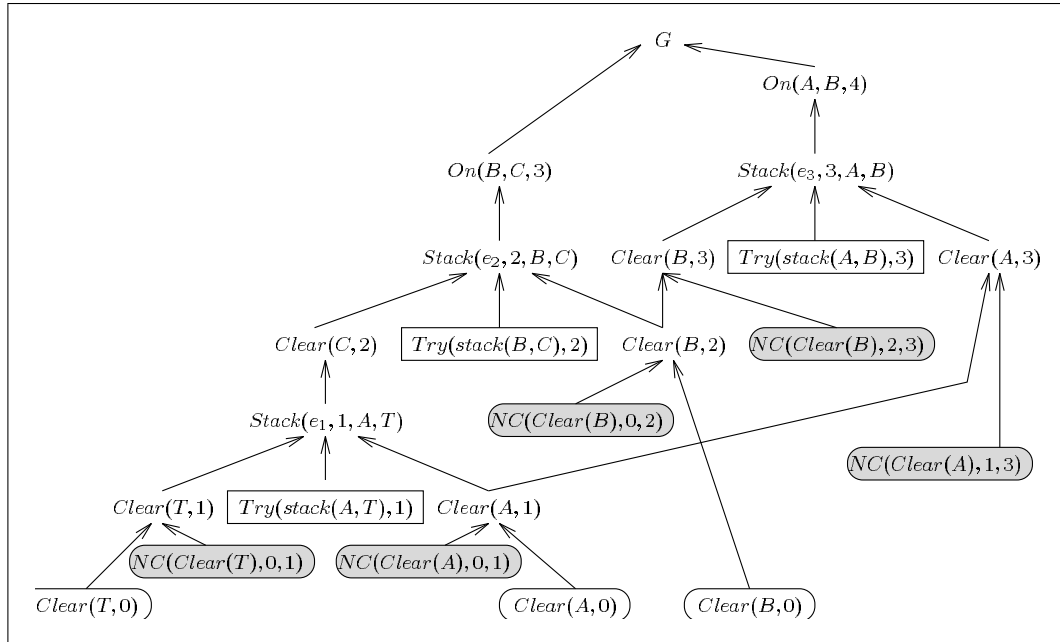 G
On(A,B,4)
On(B,C,3)
Stack(e₃,3,A,B)
Stack(e₂,2,B,C)
Clear(B,3)
Try(stack(A,B),3)
Clear(A,3)
Clear(C,2)
Try(stack(B,C),2)
Clear(B,2)
NC(Clear(B),2,3)
Stack(e₁,1,A,T)
NC(Clear(B),0,2)
NC(Clear(A),1,3)
Clear(T,1)
Try(stack(A,T),1)
Clear(A,1)
NC(Clear(T),0,1)
NC(Clear(A),0,1)
Clear(T,0)
Clear(A,0)
Clear(B,0)